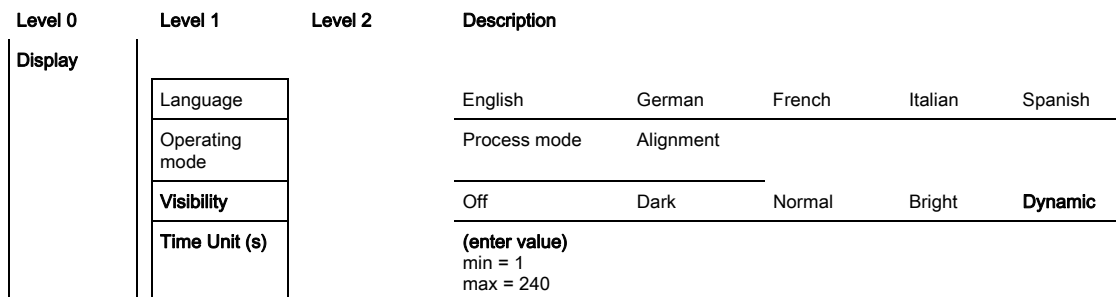 Level 0 Level 1 Level 2 Description
Display
Language English German French Italian Spanish
Operating mode Process mode Alignment
Visibility Off Dark Normal Bright Dynamic
Time Unit (s) (enter value)
min = 1
max = 240